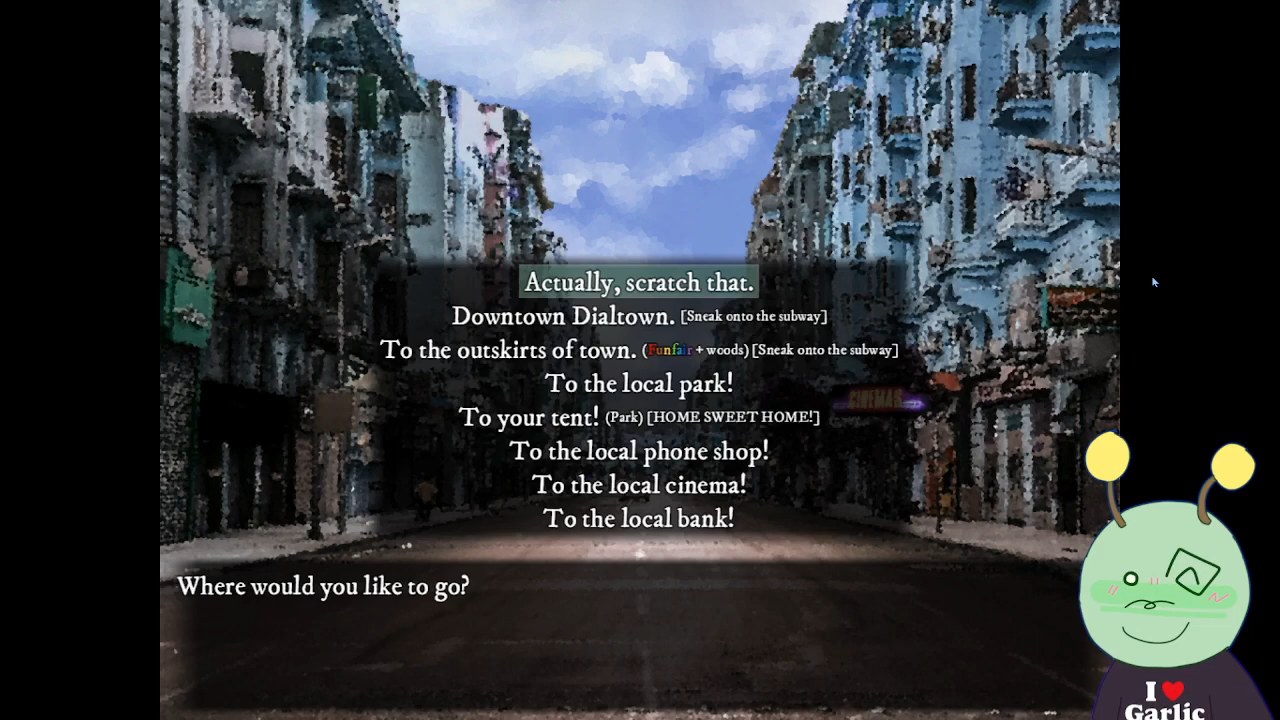 Actually, scratch that.
Downtown Dialtown. [Sneak onto the subway]
To the outskirts of town. (Funfair + woods) [Sneak onto the subway]
To the local park!
To your tent! (Park) [HOME SWEET HOME!]
To the local phone shop!
To the local cinema!
To the local bank!
CINEMAS
Where would you like to go?
I ❤
Garlic